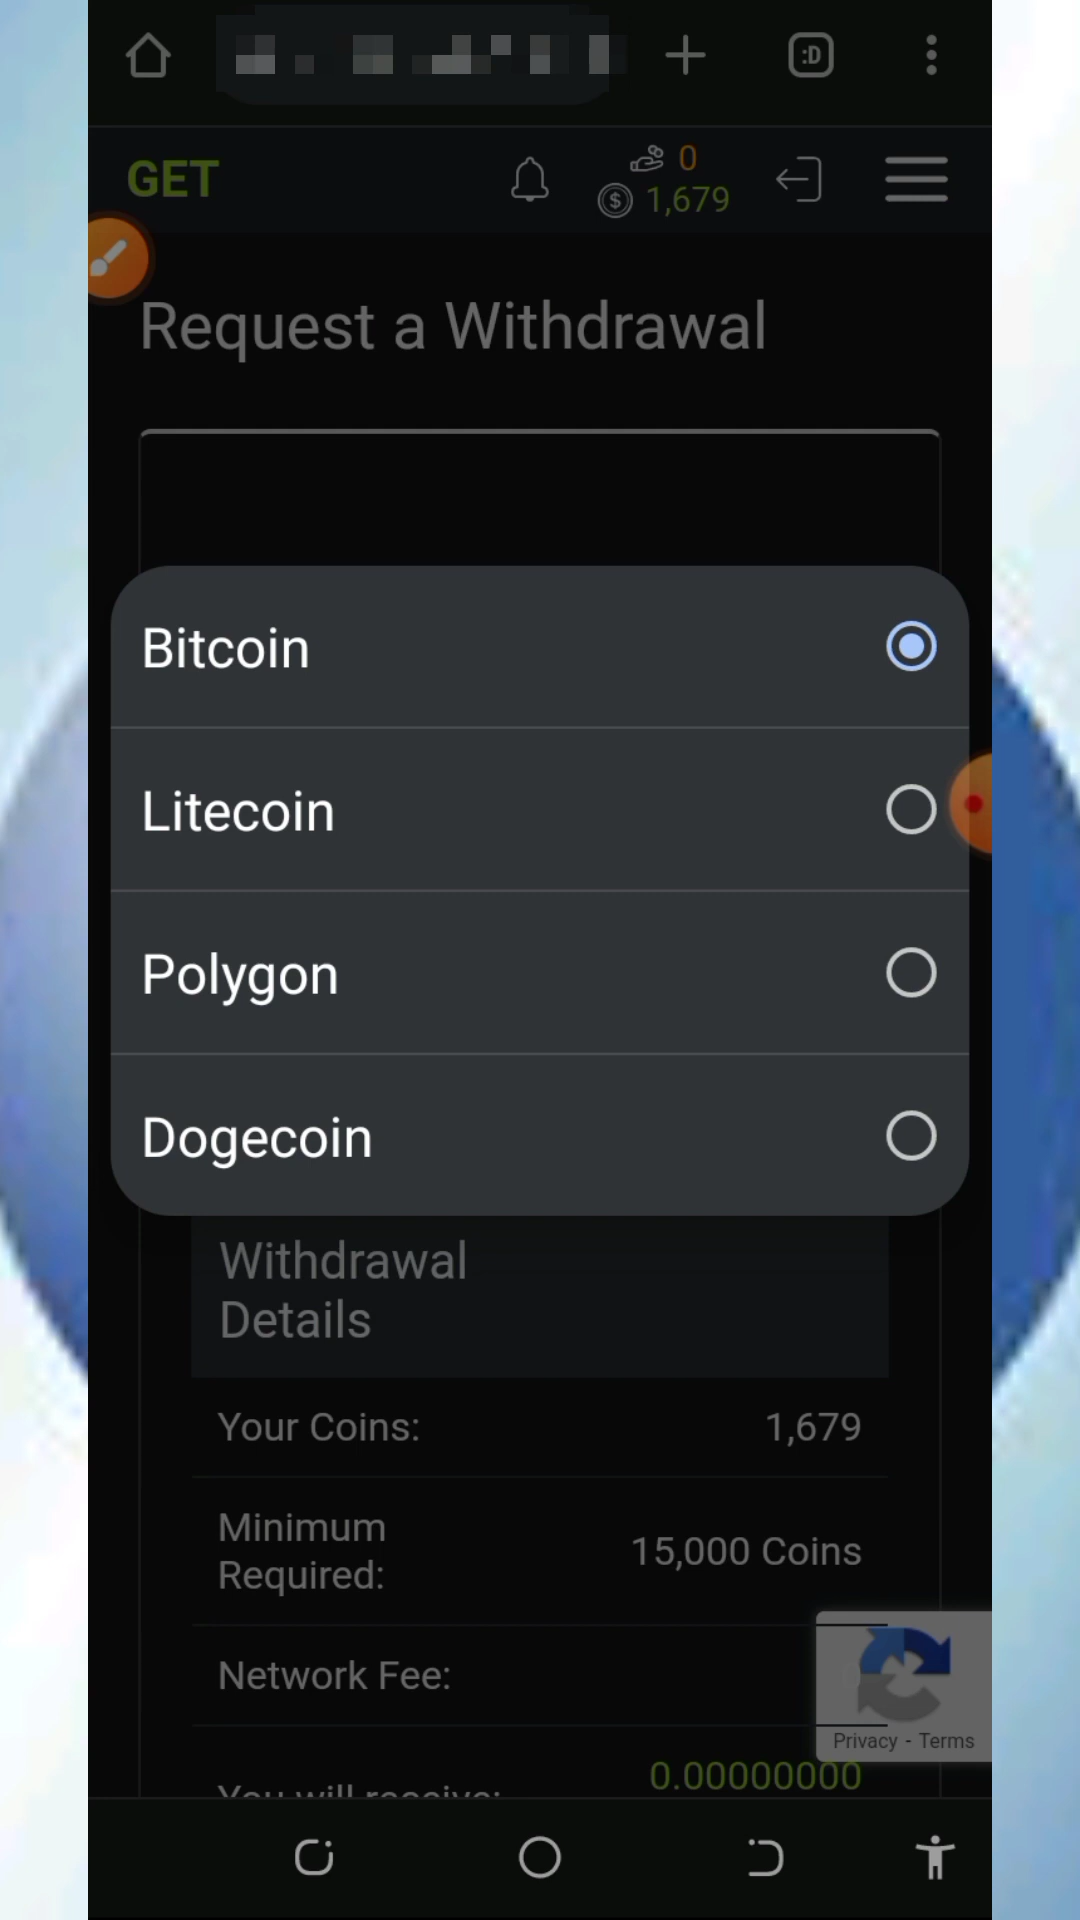 :D
GET
0
1,679
Request a Withdrawal
Bitcoin
Litecoin
Polygon
Dogecoin
Withdrawal
Details
Your Coins: 1,679
Minimum
Required: 15,000 Coins
Network Fee:
Privacy - Terms
You will receive: 0.00000000